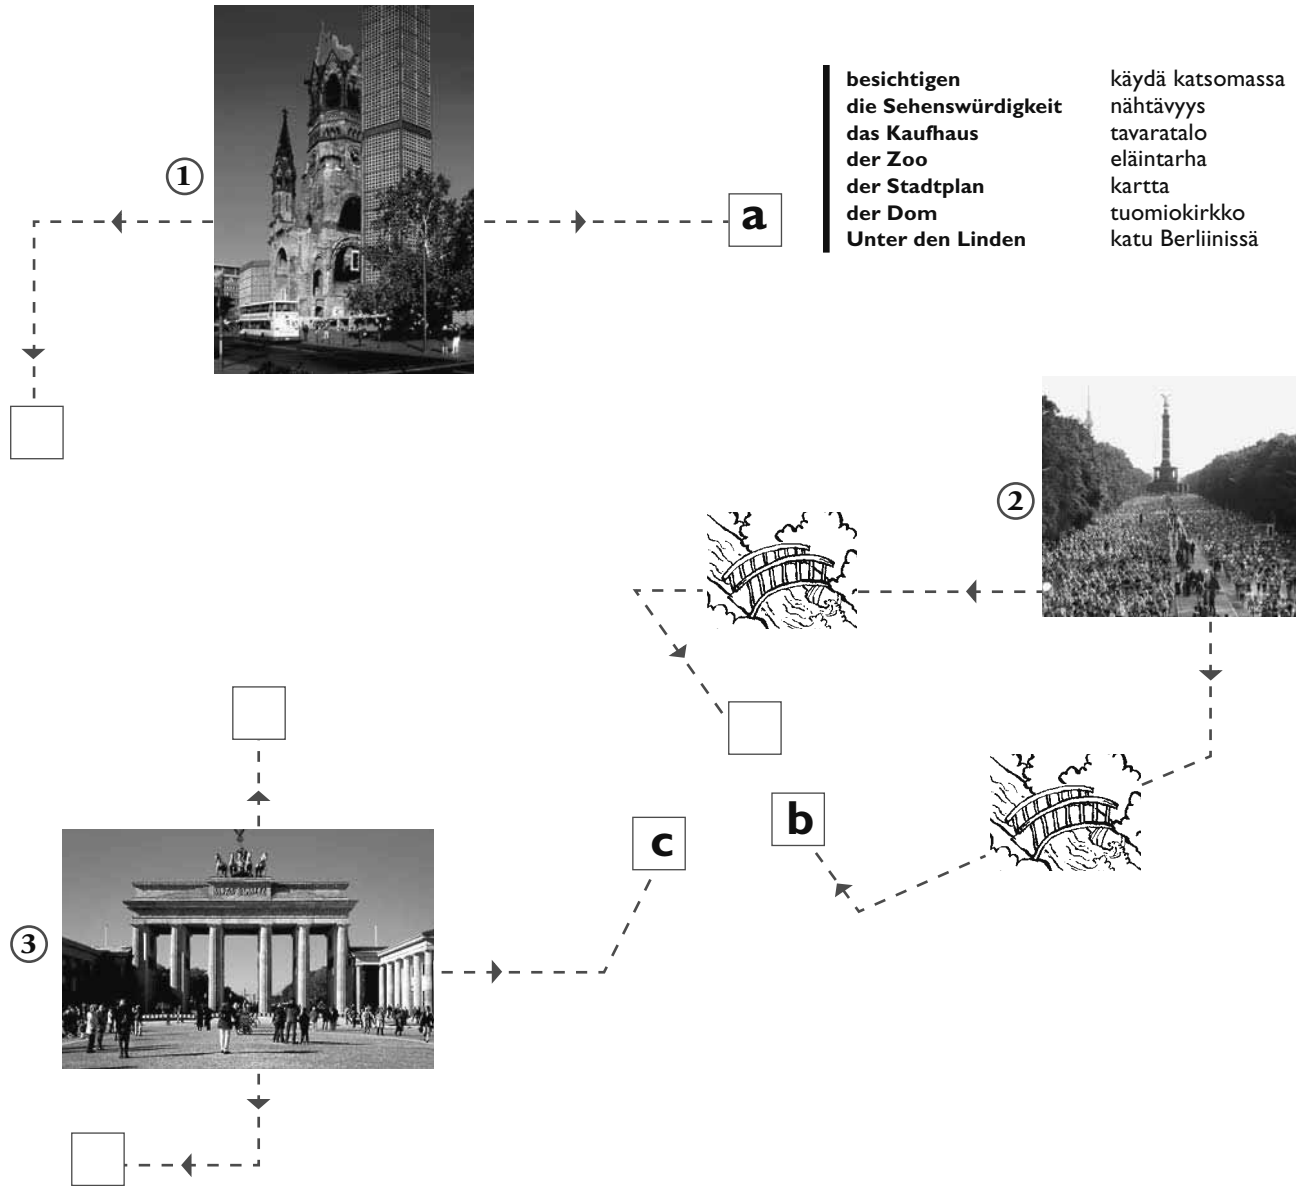 besichtigen käydä katsomassa
die Sehenswürdigkeit nähtävyys
das Kaufhaus tavaratalo
der Zoo eläintarha
der Stadtplan kartta
der Dom tuomiokirkko
Unter den Linden katu Berliinissä
1
a
2
b
c
3